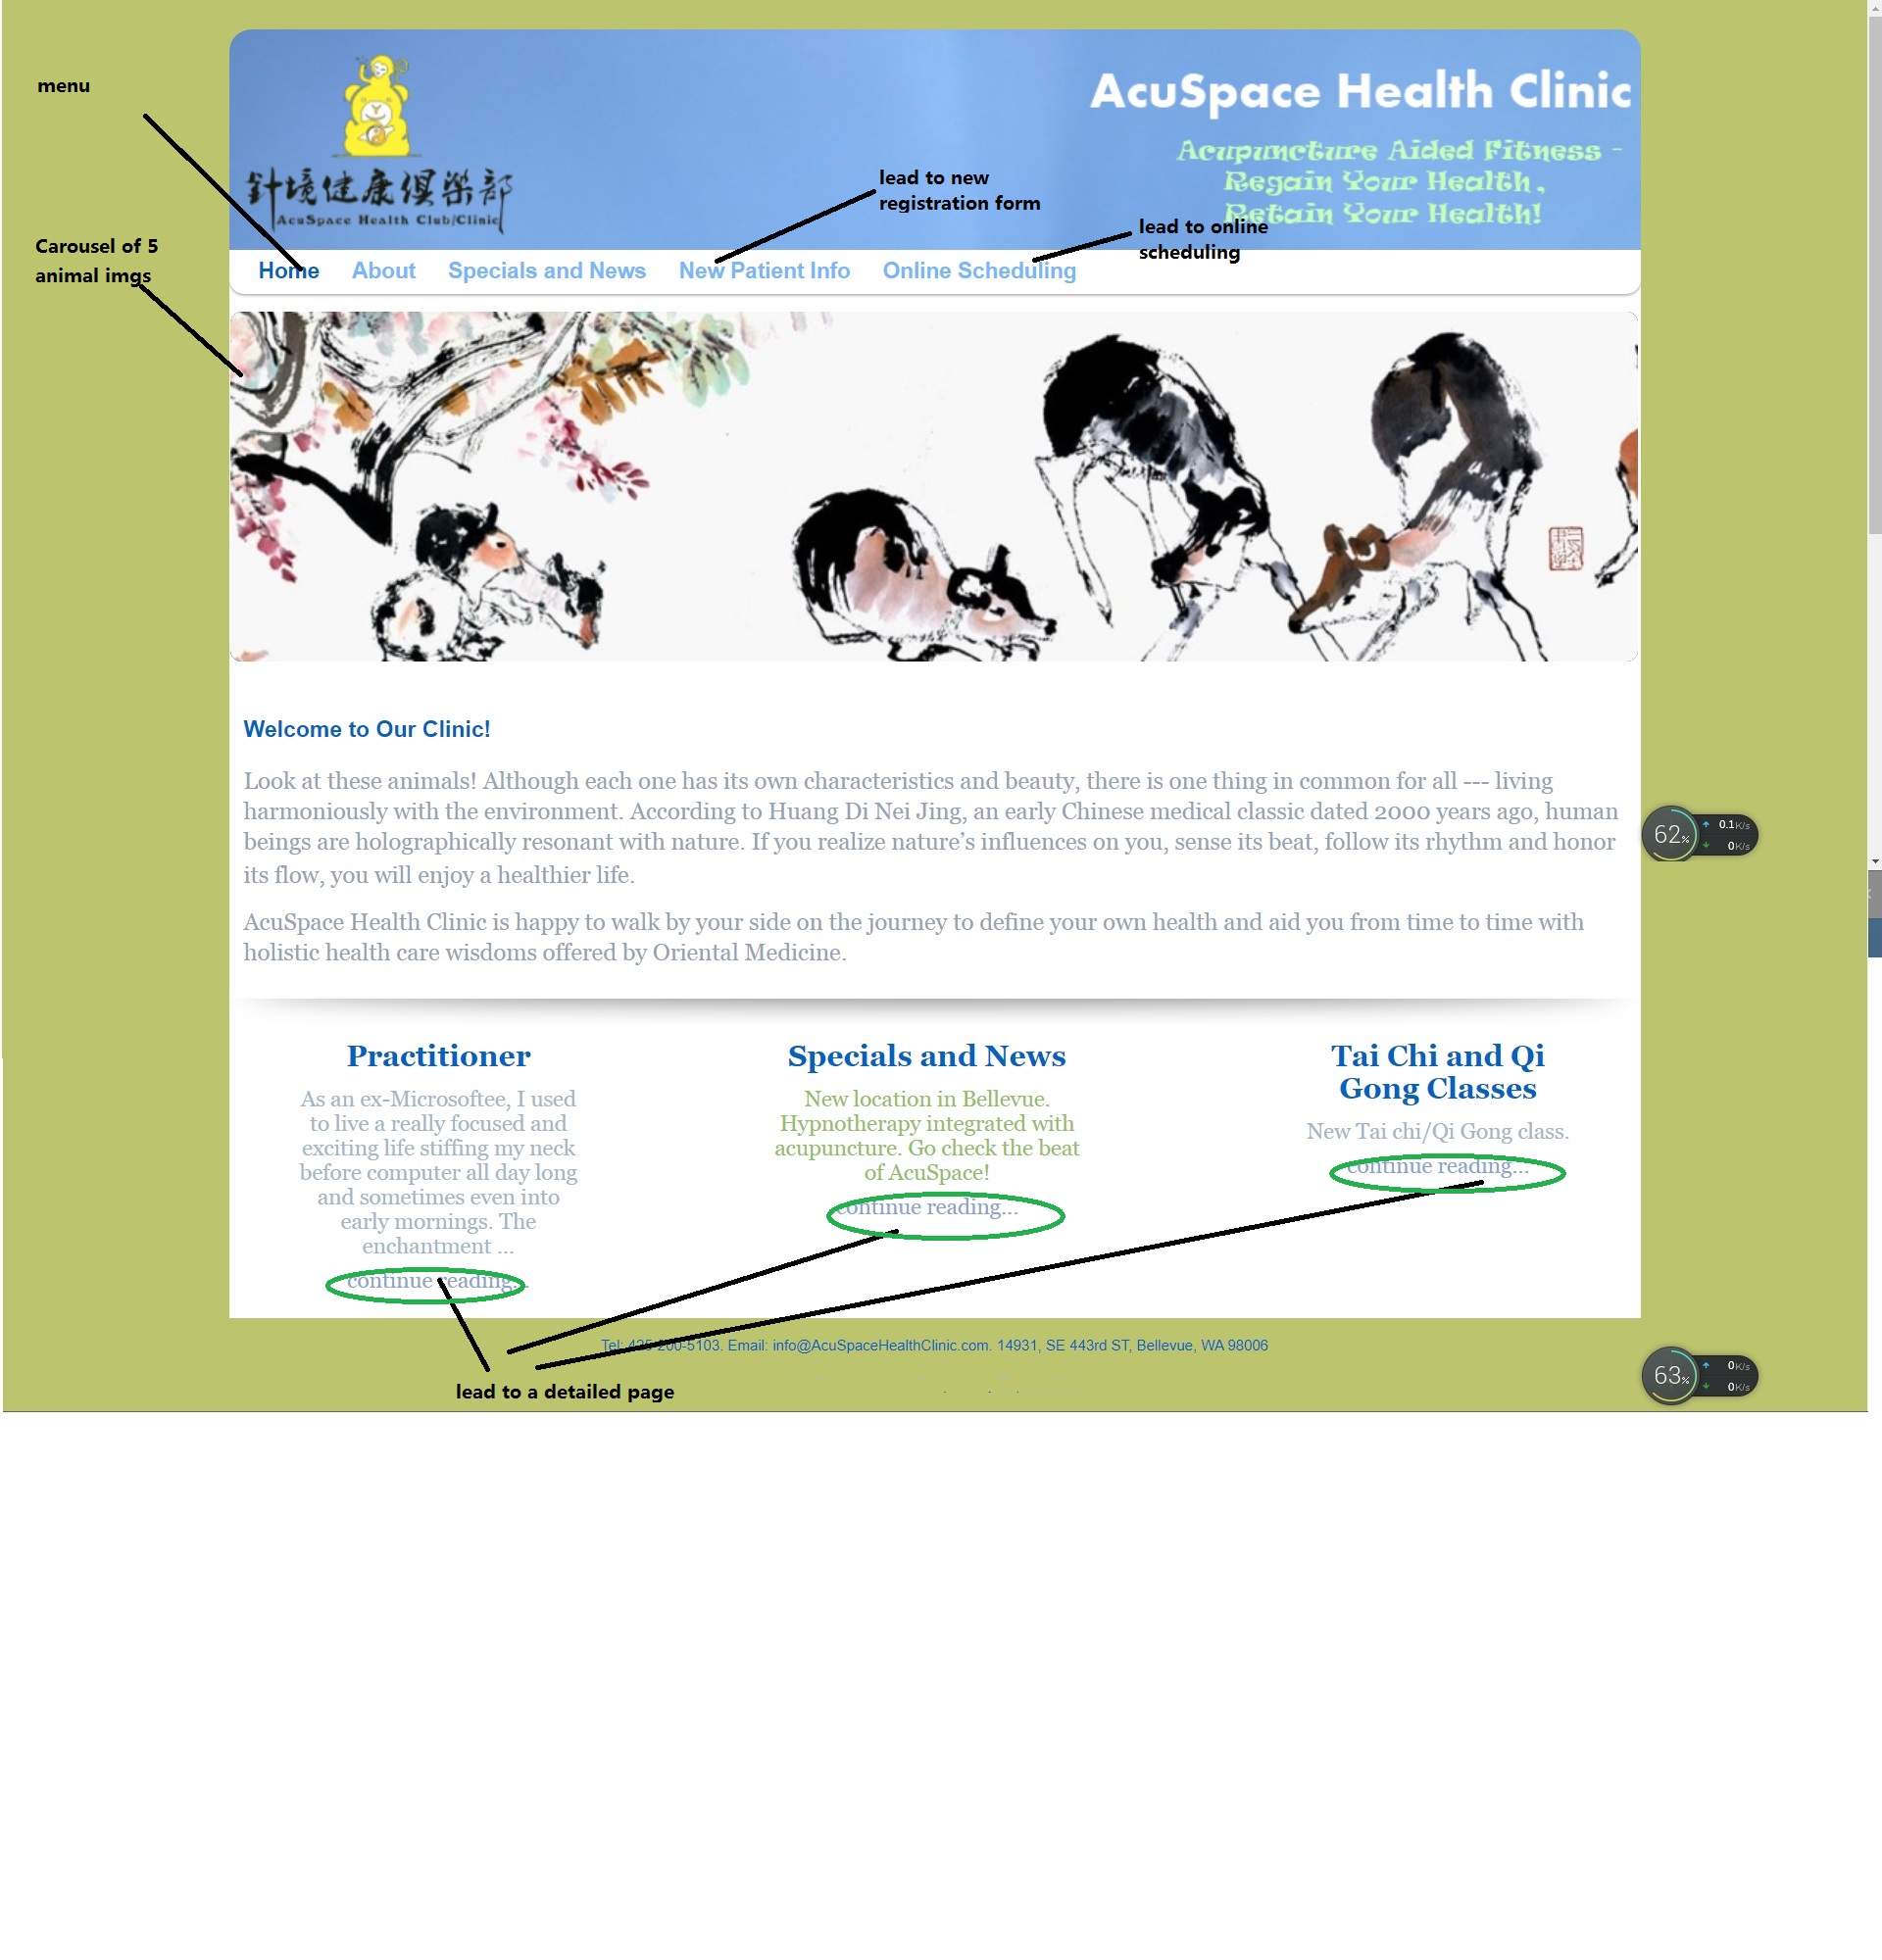 menu
AcuSpace Health Clinic
Acupuncture Aided Fitness -
Regain Your Health,
Retain Your Health!
針境健康俱樂部
AcuSpace Health Club/Clinic
lead to new
registration form
lead to online
scheduling
Carousel of 5
animal imgs
Home About Specials and News New Patient Info Online Scheduling
Welcome to Our Clinic!
Look at these animals! Although each one has its own characteristics and beauty, there is one thing in common for all --- living
harmoniously with the environment. According to Huang Di Nei Jing, an early Chinese medical classic dated 2000 years ago, human
beings are holographically resonant with nature. If you realize nature’s influences on you, sense its beat, follow its rhythm and honor
its flow, you will enjoy a healthier life.
AcuSpace Health Clinic is happy to walk by your side on the journey to define your own health and aid you from time to time with
holistic health care wisdoms offered by Oriental Medicine.
62% 0.1K/s
0K/s
Practitioner
As an ex-Microsoftee, I used
to live a really focused and
exciting life stiffing my neck
before computer all day long
and sometimes even into
early mornings. The
enchantment ...
continue reading...
Specials and News
New location in Bellevue.
Hypnotherapy integrated with
acupuncture. Go check the beat
of AcuSpace!
continue reading...
Tai Chi and Qi
Gong Classes
New Tai chi/Qi Gong class.
continue reading...
Tel: 425-200-5103. Email: info@AcuSpaceHealthClinic.com. 14931, SE 443rd ST, Bellevue, WA 98006
lead to a detailed page
63% 0K/s
0K/s